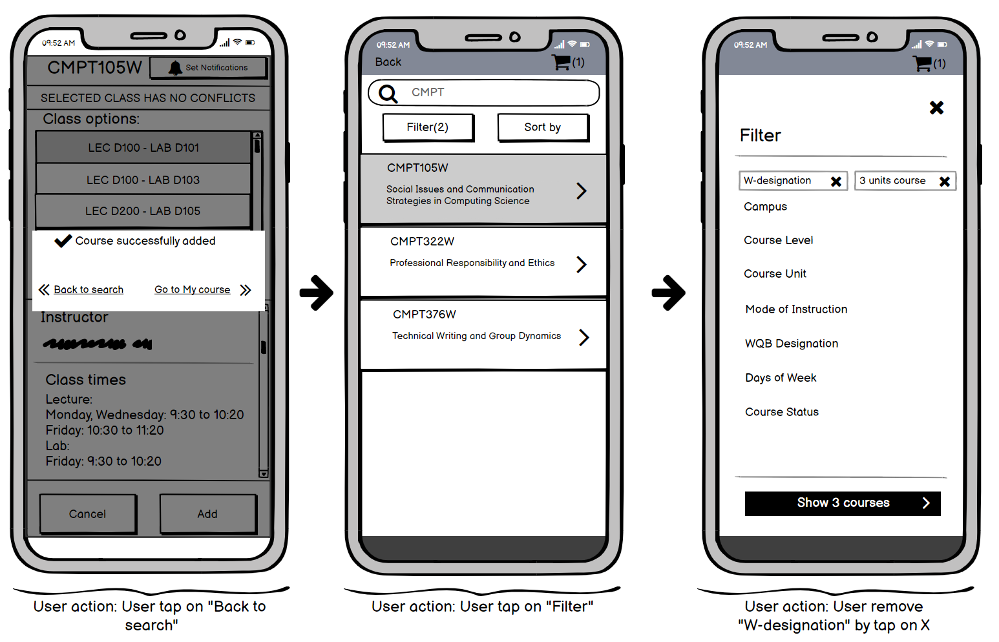 09:52 AM
CMPT105W
Set Notifications
SELECTED CLASS HAS NO CONFLICTS
Class options:
LEC D100 - LAB D101
LEC D100 - LAB D103
LEC D200 - LAB D105
Course successfully added
Back to search
Go to My course
Instructor
Class times
Lecture:
Monday, Wednesday: 9:30 to 10:20
Friday: 10:30 to 11:20
Lab:
Friday: 9:30 to 10:20
Cancel
Add
User action: User tap on "Back to
search"
09:52 AM
Back
(1)
CMPT
Filter(2)
Sort by
CMPT105W
Social Issues and Communication
Strategies in Computing Science
CMPT322W
Professional Responsibility and Ethics
CMPT376W
Technical Writing and Group Dynamics
User action: User tap on "Filter"
09:52 AM
(1)
Filter
W-designation
3 units course
Campus
Course Level
Course Unit
Mode of Instruction
WQB Designation
Days of Week
Course Status
Show 3 courses
User action: User remove
"W-designation" by tap on X